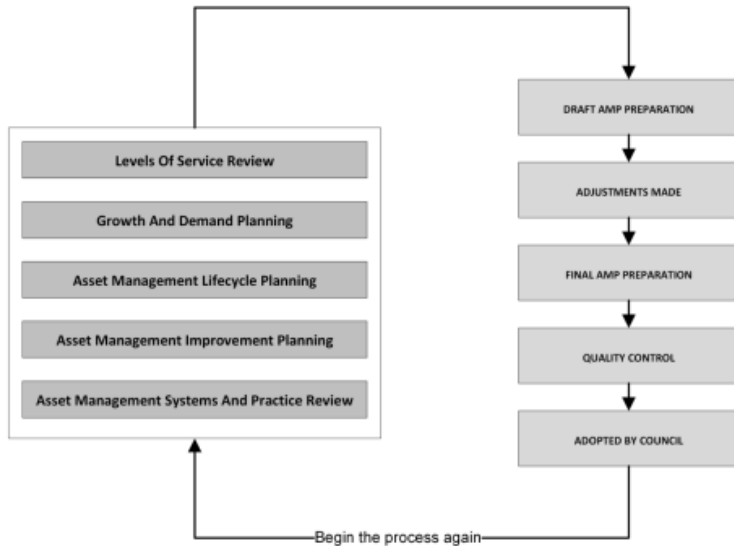 Levels Of Service Review
Growth And Demand Planning
Asset Management Lifecycle Planning
Asset Management Improvement Planning
Asset Management Systems And Practice Review
DRAFT AMP PREPARATION
ADJUSTMENTS MADE
FINAL AMP PREPARATION
QUALITY CONTROL
ADOPTED BY COUNCIL
Begin the process again